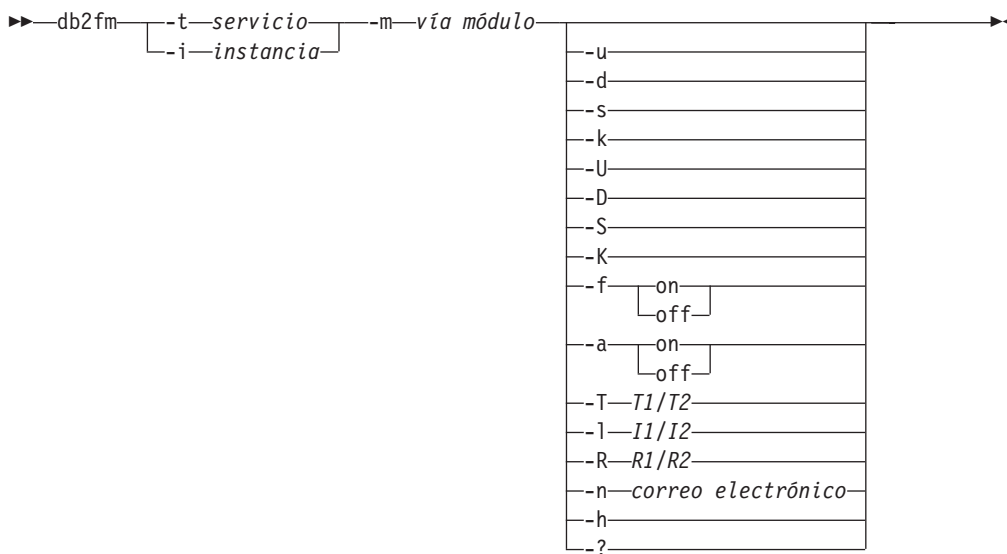 db2fm -t servicio -m vía módulo
-i instancia
-u
-d
-s
-k
-U
-D
-S
-K
-f on
off
-a on
off
-T T1/T2
-l I1/I2
-R R1/R2
-n correo electrónico
-h
-?